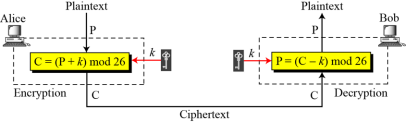 Plaintext
Plaintext
Alice
Bob
P
P
k
k
C = (P + k) mod 26
P = (C – k) mod 26
Encryption
C
C
Decryption
Ciphertext